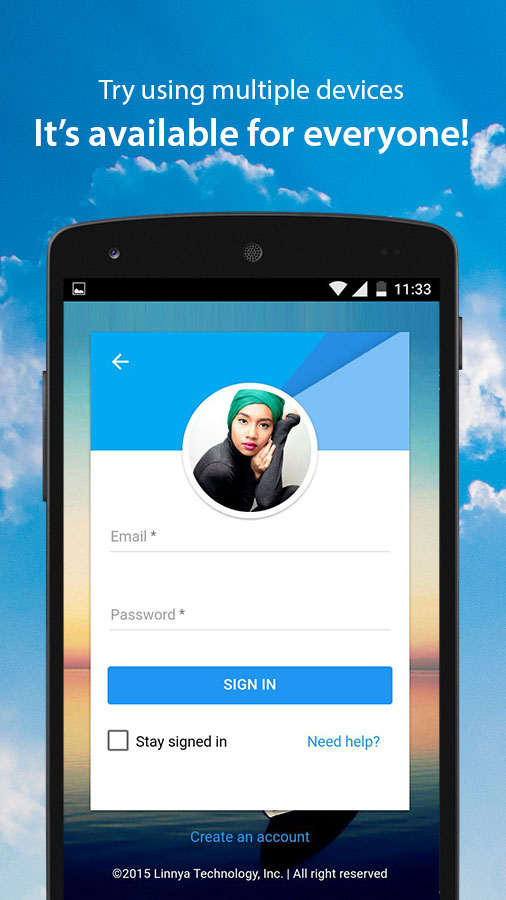 Try using multiple devices
It's available for everyone!
11:33
Email *
Password *
SIGN IN
Stay signed in
Need help?
Create an account
©2015 Linnya Technology, Inc. | All right reserved